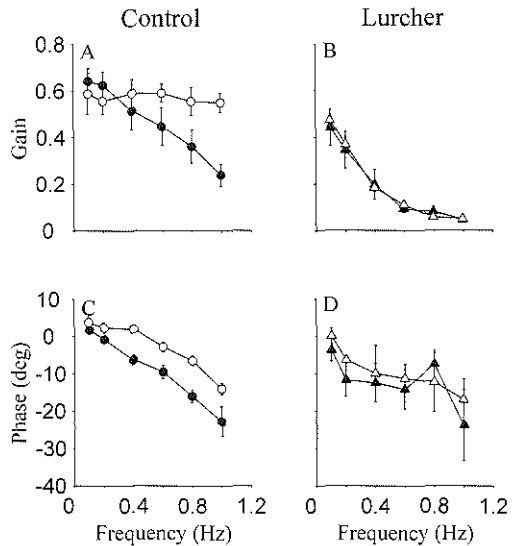 Control
Lurcher
A
B
0.8
0.6
0.4
0.2
0
Gain
C
D
10
0
-10
-20
-30
-40
Phase (deg)
0 0.4 0.8 1.2
0 0.4 0.8 1.2
Frequency (Hz)
Frequency (Hz)